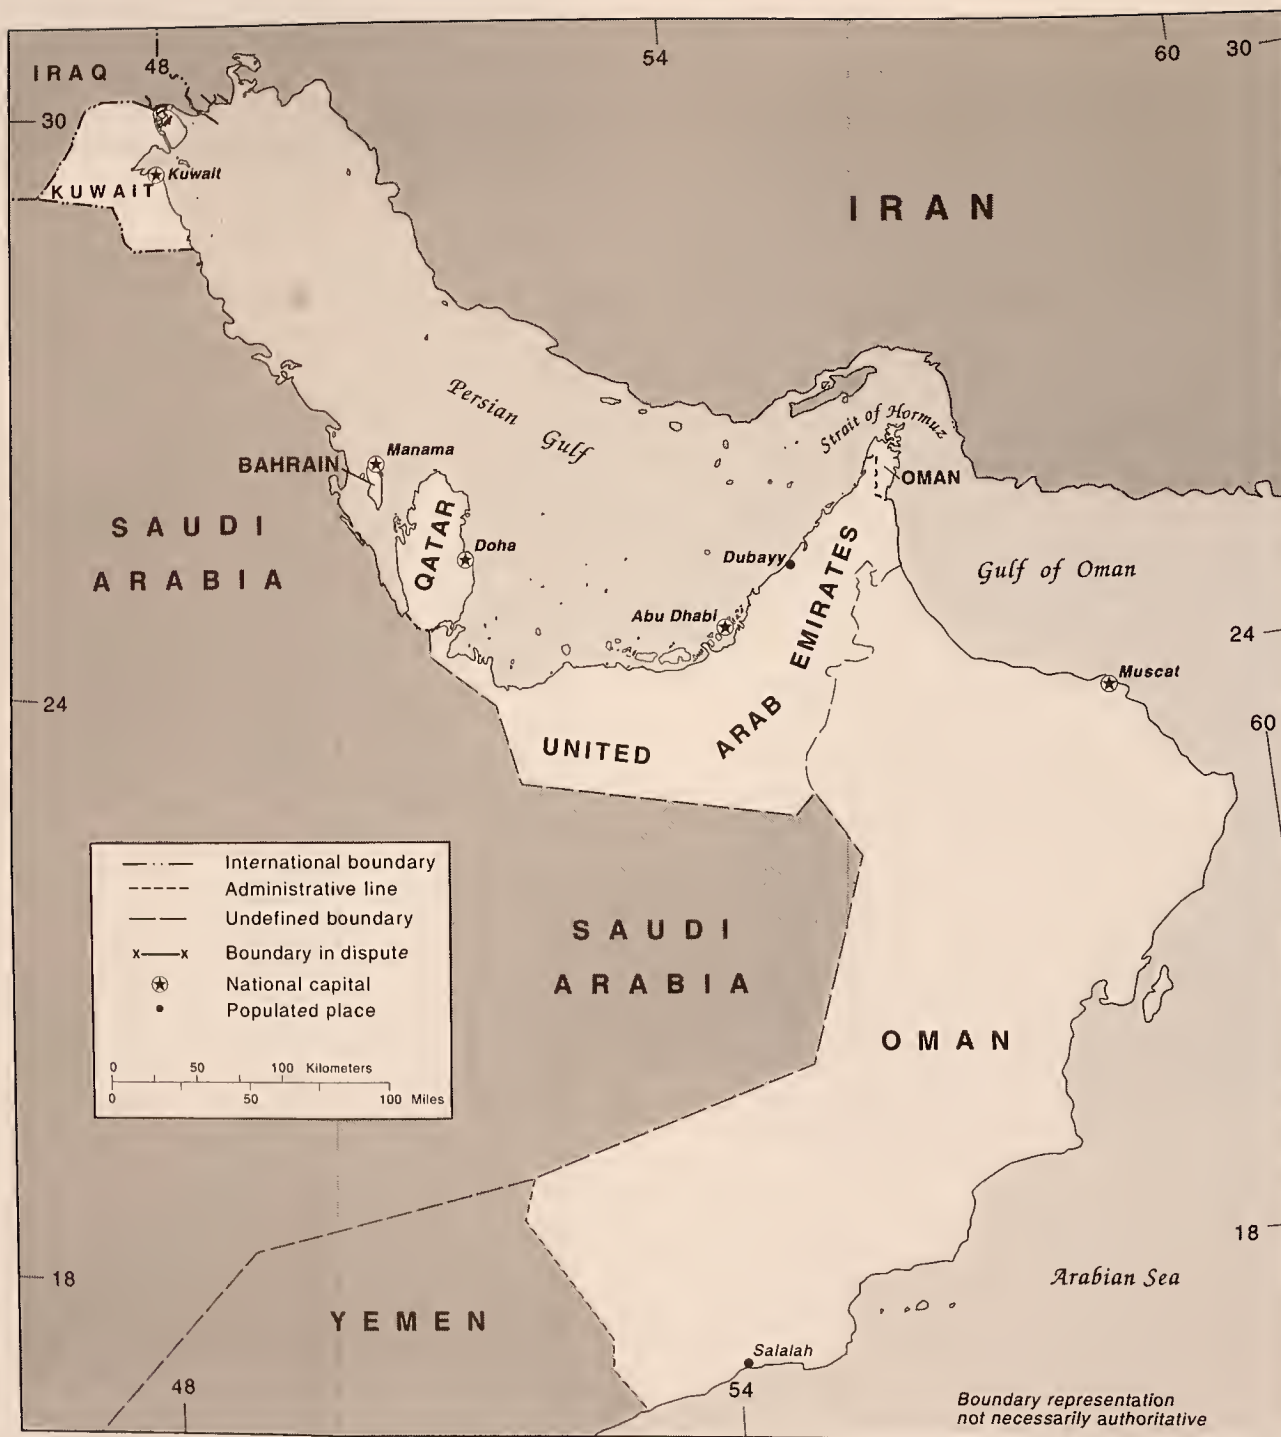 48
54
60
30
IRAQ
30
Kuwait
KUWAIT
IRAN
Persian Gulf
Strait of Hormuz
Manama
BAHRAIN
OMAN
QATAR
Doha
SAUDI
ARABIA
Dubayy
Gulf of Oman
Abu Dhabi
24
Muscat
24
60
UNITED ARAB EMIRATES
International boundary
Administrative line
Undefined boundary
x x Boundary in dispute
National capital
Populated place
0 50 100 Kilometers
0 50 100 Miles
SAUDI
ARABIA
OMAN
18
18
Arabian Sea
YEMEN
Salalah
48
54
Boundary representation
not necessarily authoritative